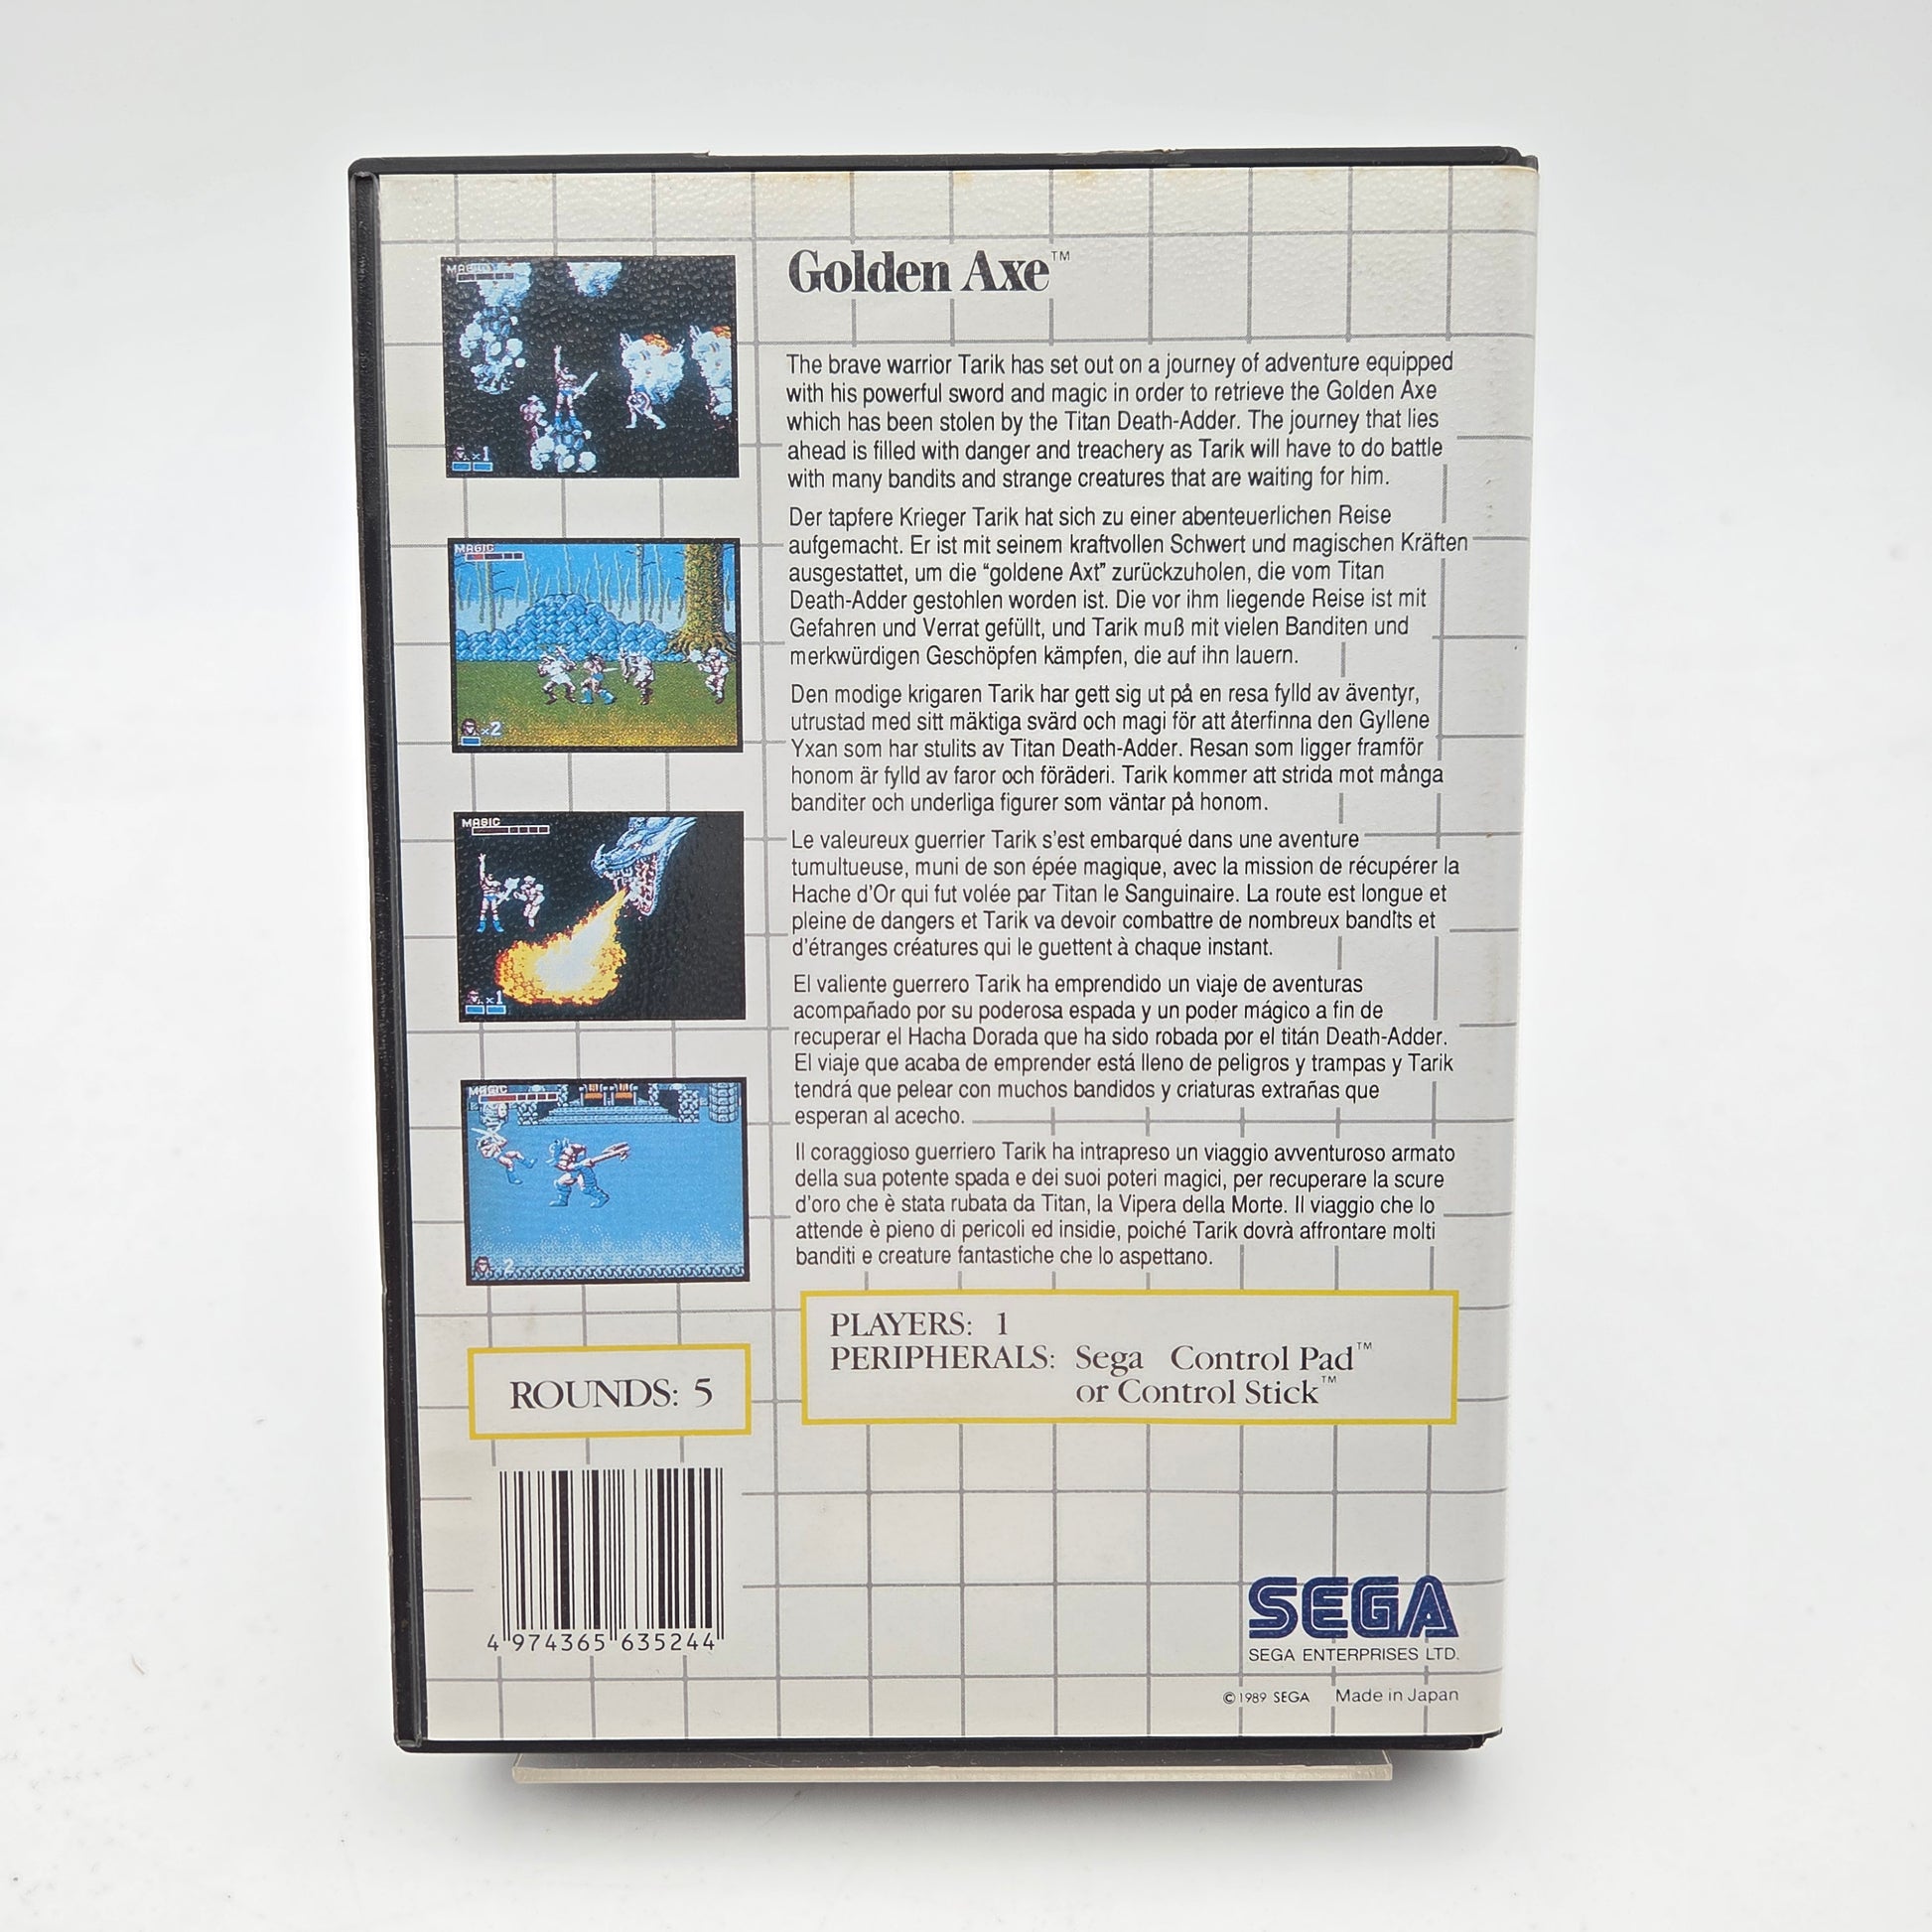 Golden Axe™
The brave warrior Tarik has set out on a journey of adventure equipped
with his powerful sword and magic in order to retrieve the Golden Axe
which has been stolen by the Titan Death-Adder. The journey that lies
ahead is filled with danger and treachery as Tarik will have to do battle
with many bandits and strange creatures that are waiting for him.
Der tapfere Krieger Tarik hat sich zu einer abenteuerlichen Reise
aufgemacht. Er ist mit seinem kraftvollen Schwert und magischen Kräften
ausgestattet, um die “goldene Axt” zurückzuholen, die vom Titan
Death-Adder gestohlen worden ist. Die vor ihm liegende Reise ist mit
Gefahren und Verrat gefüllt, und Tarik muß mit vielen Banditen und
merkwürdigen Geschöpfen kämpfen, die auf ihn lauern.
Den modige krigaren Tarik har gett sig ut på en resa fylld av äventyr,
utrustad med sitt mäktiga svärd och magi för att återfinna den Gyllene
Yxan som har stulits av Titan Death-Adder. Resan som ligger framför
honom är fylld av faror och föräderi. Tarik kommer att strida mot många
banditer och underliga figurer som väntar på honom.
Le valeureux guerrier Tarik s'est embarqué dans une aventure
tumultueuse, muni de son épée magique, avec la mission de récupérer la
Hache d'Or qui fut volée par Titan le Sanguinaire. La route est longue et
pleine de dangers et Tarik va devoir combattre de nombreux bandits et
d'étranges créatures qui le guettent à chaque instant.
El valiente guerrero Tarik ha emprendido un viaje de aventuras
acompañado por su poderosa espada y un poder mágico a fin de
recuperar el Hacha Dorada que ha sido robada por el titán Death-Adder.
El viaje que acaba de emprender está lleno de peligros y trampas y Tarik
tendrá que pelear con muchos bandidos y criaturas extrañas que
esperan al acecho.
Il coraggioso guerriero Tarik ha intrapreso un viaggio avventuroso armato
della sua potente spada e dei suoi poteri magici, per recuperare la scure
d'oro che è stata rubata da Titan, la Vipera della Morte. Il viaggio che lo
attende è pieno di pericoli ed insidie, poiché Tarik dovrà affrontare molti
banditi e creature fantastiche che lo aspettano.
MAGIC
×1
MAGIC
×2
MAGIC
×1
MAGIC
2
PLAYERS: 1
PERIPHERALS: Sega Control Pad™
or Control Stick™
ROUNDS: 5
4 974365 635244
SEGA
SEGA ENTERPRISES LTD.
© 1989 SEGA Made in Japan